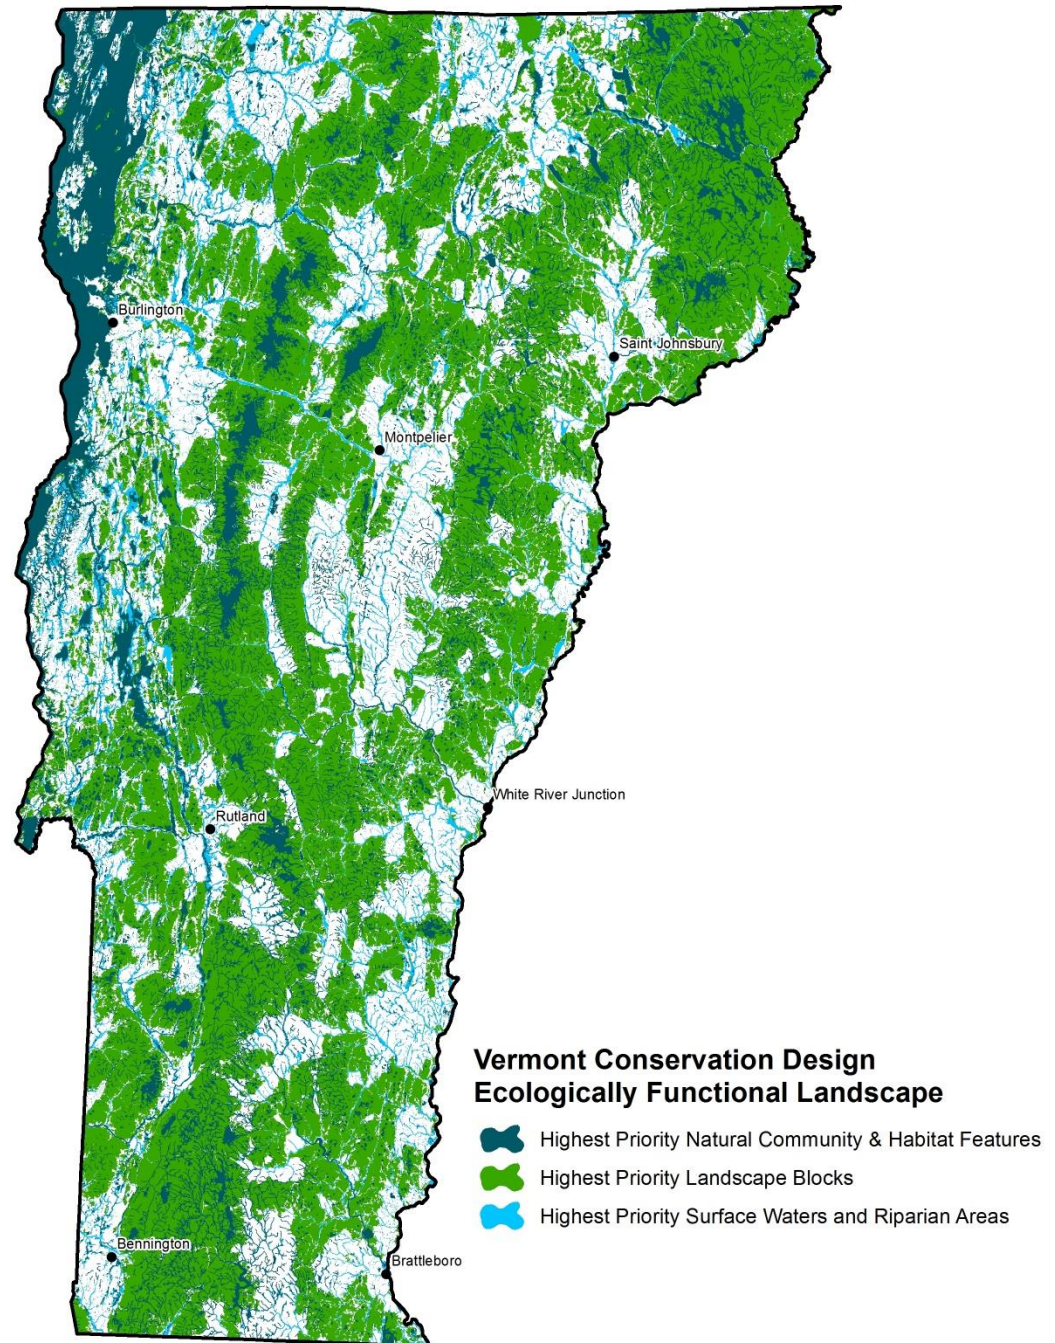 Burlington
Saint Johnsbury
Montpelier
White River Junction
Rutland
Vermont Conservation Design
Ecologically Functional Landscape
Highest Priority Natural Community & Habitat Features
Highest Priority Landscape Blocks
Highest Priority Surface Waters and Riparian Areas
Bennington
Brattleboro